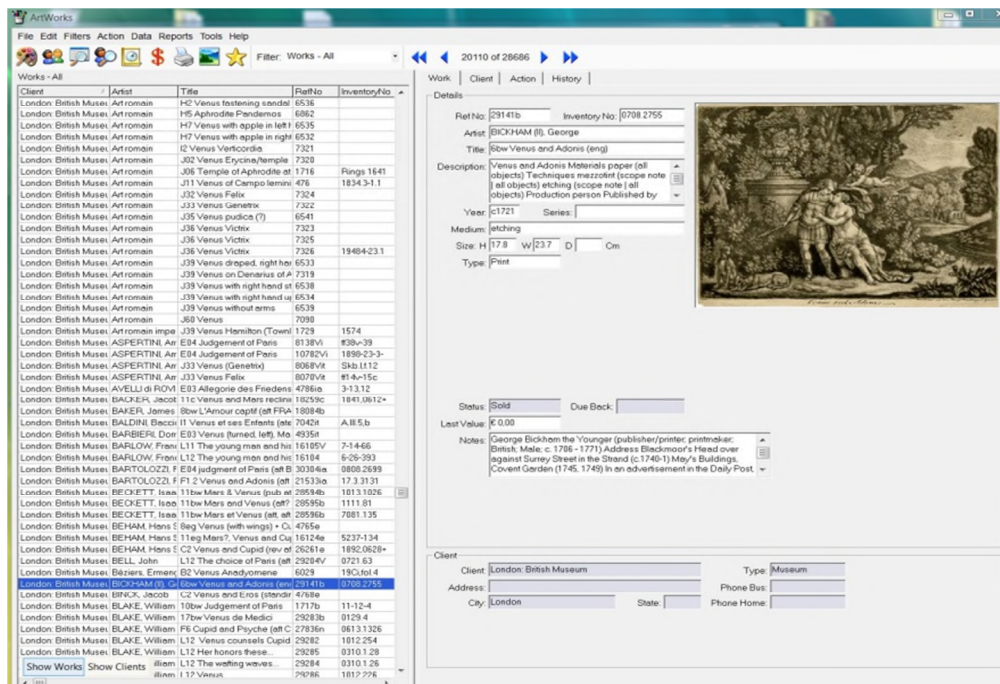 ArtWorks
File Edit Filters Action Data Reports Tools Help
Filter: Works - All
20110 of 28686
Works - All
Work Client Action History
Client Artist Title RefNo InventoryNo
London: British Museu Art romain H2 Venus fastening sandal 6536
London: British Museu Art romain H5 Aphrodite Pandemos 6862
London: British Museu Art romain H7 Venus with apple in left h 6535
London: British Museu Art romain H7 Venus with apple in right 6532
London: British Museu Art romain I2 Venus Verticordia 7321
London: British Museu Art romain J02 Venus Erycina/temple 7320
London: British Museu Art romain J06 Temple of Aphrodite at 1716 Rings 1641
London: British Museu Art romain J11 Venus of Campo lemini 476 1834.3-1.1
London: British Museu Art romain J32 Venus Felix 7324
London: British Museu Art romain J33 Venus Genetrix 7322
London: British Museu Art romain J35 Venus pudica (?) 6541
London: British Museu Art romain J36 Venus Victrix 7323
London: British Museu Art romain J36 Venus Victrix 7325
London: British Museu Art romain J36 Venus Victrix 7326 19484-23.1
London: British Museu Art romain J39 Venus draped, right har 6533
London: British Museu Art romain J39 Venus on Denarius of A 7319
London: British Museu Art romain J39 Venus with right hand st 6538
London: British Museu Art romain J39 Venus with right hand up 6534
London: British Museu Art romain J39 Venus without arms 6539
London: British Museu Art romain J60 Venus 7090
London: British Museu Art romain impe J39 Venus Hamilton (Townl 1729 1574
London: British Museu ASPERTINI, Am E04 Judgement of Paris 8138Vi
London: British Museu ASPERTINI, Am E04 Judgement of Paris 10782Vi 1898-23-3-
London: British Museu ASPERTINI, Am J33 Venus (Genetrix) 8068Vit Skb.I.f.12
London: British Museu ASPERTINI, Am J33 Venus Felix 8070Vit
London: British Museu AVELLI di ROVI E03 Allegorie des Friedens 4786ia 3-13,12
London: British Museu BACKER, Jacob 11c Venus and Mars reclini 18259c 1841,0612+
London: British Museu BAKER, James 8bw L'Amour captif (aft FRA 18084b
London: British Museu BALDINI, Bacci I1 Venus et ses Enfants (ate 7042it A.III.5,b
London: British Museu BARBIERI, Dom E03 Venus (turned, left), Ma 4935it
London: British Museu BARLOW, Fran L11 The young man and his 16105V 7-14-66
London: British Museu BARLOW, Fran L12 The young man and his 16104 6-26-393
London: British Museu BARTOLOZZI, F E04 judgment of Paris (aft B 30304ia 0808.2699
London: British Museu BARTOLOZZI, F F1.2 Venus and Adonis (aft 21533ia 17.3.3131
London: British Museu BECKETT, Isaa 11bw Mars & Venus (pub at 28594b 1013.1026
London: British Museu BECKETT, Isaa 11bw Mars and Venus (aft? 28595b 1111.81
London: British Museu BECKETT, Isaa 11bw Mars et Venus (aft, aft 28596b 7081.135
London: British Museu BEHAM, Hans S 8eg Venus (with wings) + Cu 4765e
London: British Museu BEHAM, Hans S 11eg Mars?, Venus and Cu 16124e 5237-134
London: British Museu BEHAM, Hans S C2 Venus and Cupid (rev af 26261e 1892,0628+
London: British Museu BELL, John L12 The choice of Paris (aft 29204V 0721.63
London: British Museu Béziers, Ermeng B2 Venus Anadyomene 6029 19Ci,fol.4
London: British Museu BICKHAM (II), G 6bw Venus and Adonis (eng 29141b 0708.2755
London: British Museu BINCK, Jacob C2 Venus and Eros (standin 4768e
London: British Museu BLAKE, William 10bw Judgement of Paris 1717b 11-12-4
London: British Museu BLAKE, William 17bw Venus de Medici 29283b 0129.4
London: British Museu BLAKE, William F6 Cupid and Psyche (aft C 27836n 0613.1326
London: British Museu BLAKE, William L12 Venus counsels Cupid 29282 1012.254
London: British Museu BLAKE, William L12 Her honors these... 29285 0310.1.28
Show Works Show Clients illiam L12 The wafting waves... 29284 0310.1.26
illiam L12 Venus 29286 1012.226
Details
Ref No: 29141b Inventory No: 0708.2755
Artist: BICKHAM (II), George
Title: 6bw Venus and Adonis (eng)
Description: Venus and Adonis Materials paper (all
objects) Techniques mezzotint (scope note
| all objects) etching (scope note | all
objects) Production person Published by
Year: c1721 Series:
Medium: etching
Size: H 17.8 W 23.7 D Cm
Type: Print
Status: Sold Due Back:
Last Value: € 0,00
Notes: George Bickham the Younger (publisher/printer; printmaker;
British; Male; c. 1706 - 1771) Address Blackmoor's Head over
against Surrey Street in the Strand (c.1740-1) May's Buildings,
Covent Garden (1745, 1749) In an advertisement in the Daily Post,
Client
Client: London: British Museum Type: Museum
Address: Phone Bus:
City: London State: Phone Home: